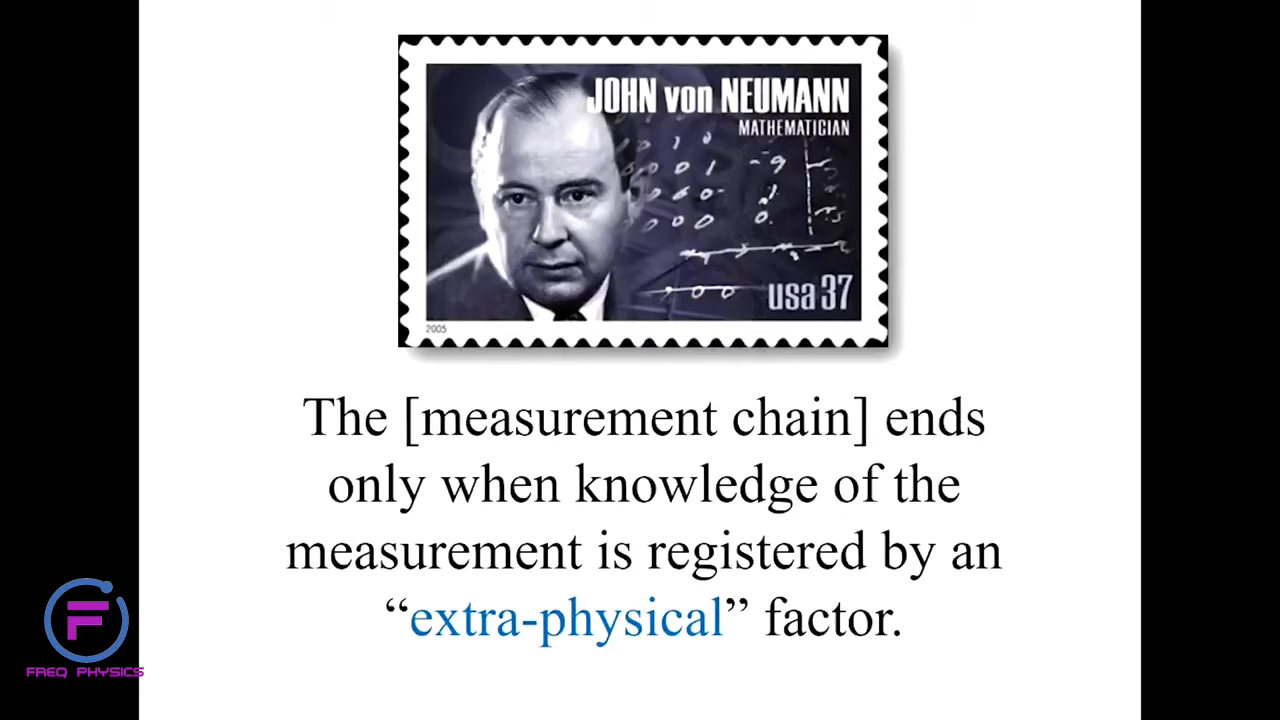 JOHN von NEUMANN
MATHEMATICIAN
usa 37
2005
The [measurement chain] ends
only when knowledge of the
measurement is registered by an
“extra-physical” factor.
F
FREQ PHYSICS